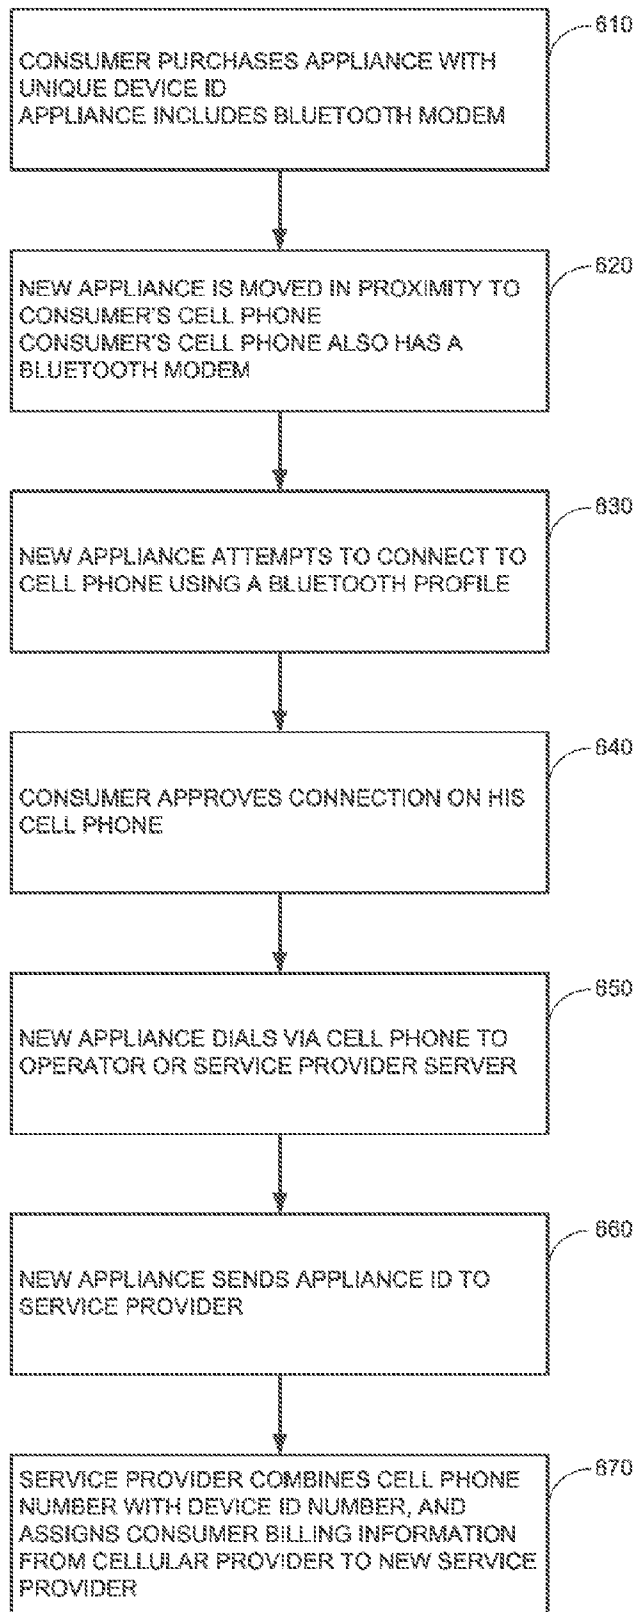 610
CONSUMER PURCHASES APPLIANCE WITH
UNIQUE DEVICE ID
APPLIANCE INCLUDES BLUETOOTH MODEM
620
NEW APPLIANCE IS MOVED IN PROXIMITY TO
CONSUMER'S CELL PHONE
CONSUMER'S CELL PHONE ALSO HAS A
BLUETOOTH MODEM
630
NEW APPLIANCE ATTEMPTS TO CONNECT TO
CELL PHONE USING A BLUETOOTH PROFILE
640
CONSUMER APPROVES CONNECTION ON HIS
CELL PHONE
650
NEW APPLIANCE DIALS VIA CELL PHONE TO
OPERATOR OR SERVICE PROVIDER SERVER
660
NEW APPLIANCE SENDS APPLIANCE ID TO
SERVICE PROVIDER
670
SERVICE PROVIDER COMBINES CELL PHONE
NUMBER WITH DEVICE ID NUMBER, AND
ASSIGNS CONSUMER BILLING INFORMATION
FROM CELLULAR PROVIDER TO NEW SERVICE
PROVIDER